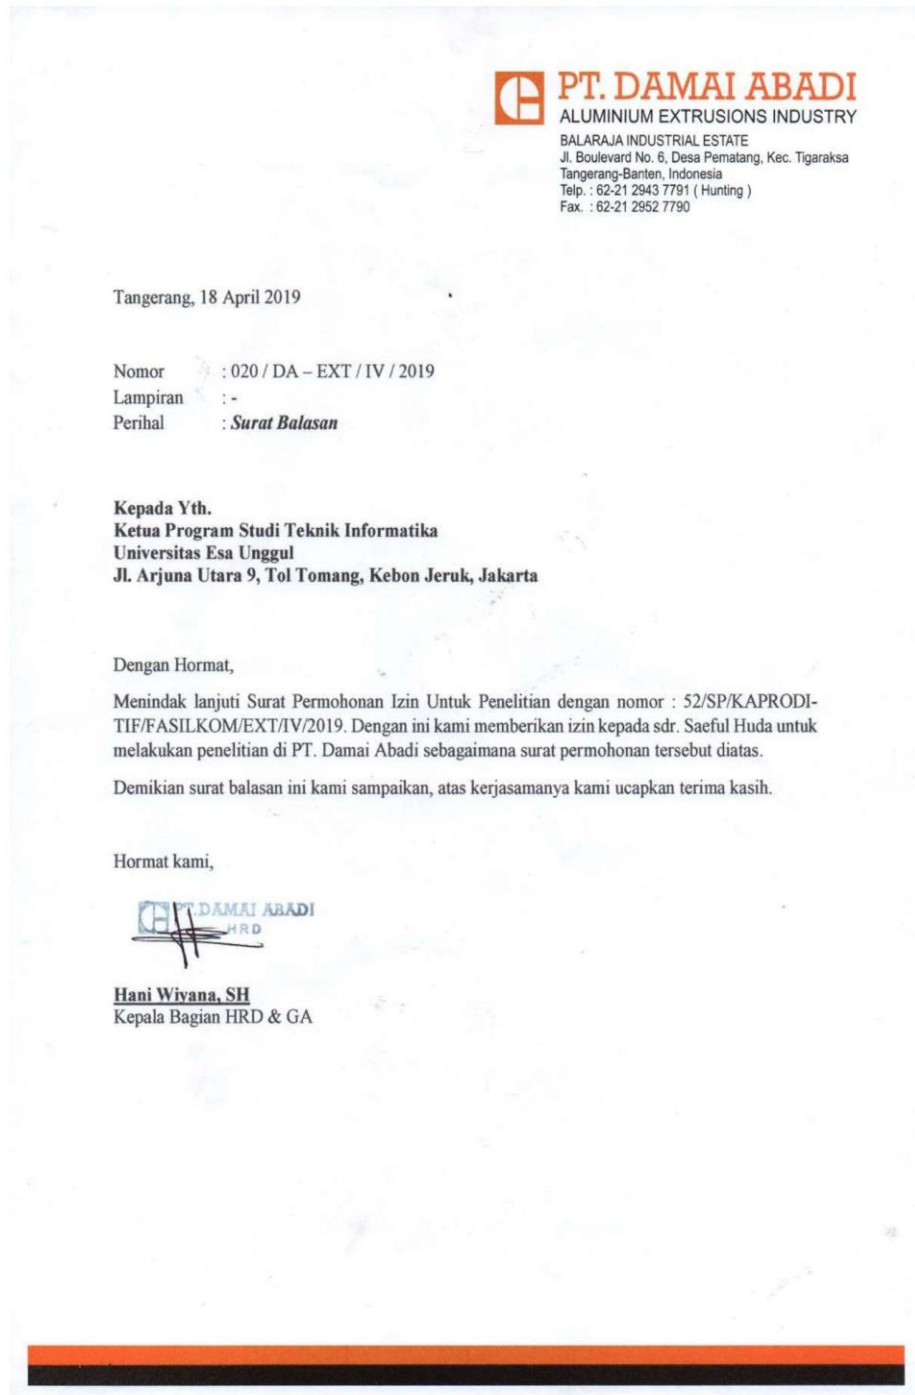 PT. DAMAI ABADI
ALUMINIUM EXTRUSIONS INDUSTRY
BALARAJA INDUSTRIAL ESTATE
Jl. Boulevard No. 6, Desa Pematang, Kec. Tigaraksa
Tangerang-Banten, Indonesia
Telp. : 62-21 2943 7791 ( Hunting )
Fax. : 62-21 2952 7790
Tangerang, 18 April 2019
Nomor : 020 / DA – EXT / IV / 2019
Lampiran : -
Perihal : Surat Balasan
Kepada Yth.
Ketua Program Studi Teknik Informatika
Universitas Esa Unggul
Jl. Arjuna Utara 9, Tol Tomang, Kebon Jeruk, Jakarta
Dengan Hormat,
Menindak lanjuti Surat Permohonan Izin Untuk Penelitian dengan nomor : 52/SP/KAPRODI-
TIF/FASILKOM/EXT/IV/2019. Dengan ini kami memberikan izin kepada sdr. Saeful Huda untuk
melakukan penelitian di PT. Damai Abadi sebagaimana surat permohonan tersebut diatas.
Demikian surat balasan ini kami sampaikan, atas kerjasamanya kami ucapkan terima kasih.
Hormat kami,
PT.DAMAI ABADI
HRD
Hani Wiyana, SH
Kepala Bagian HRD & GA